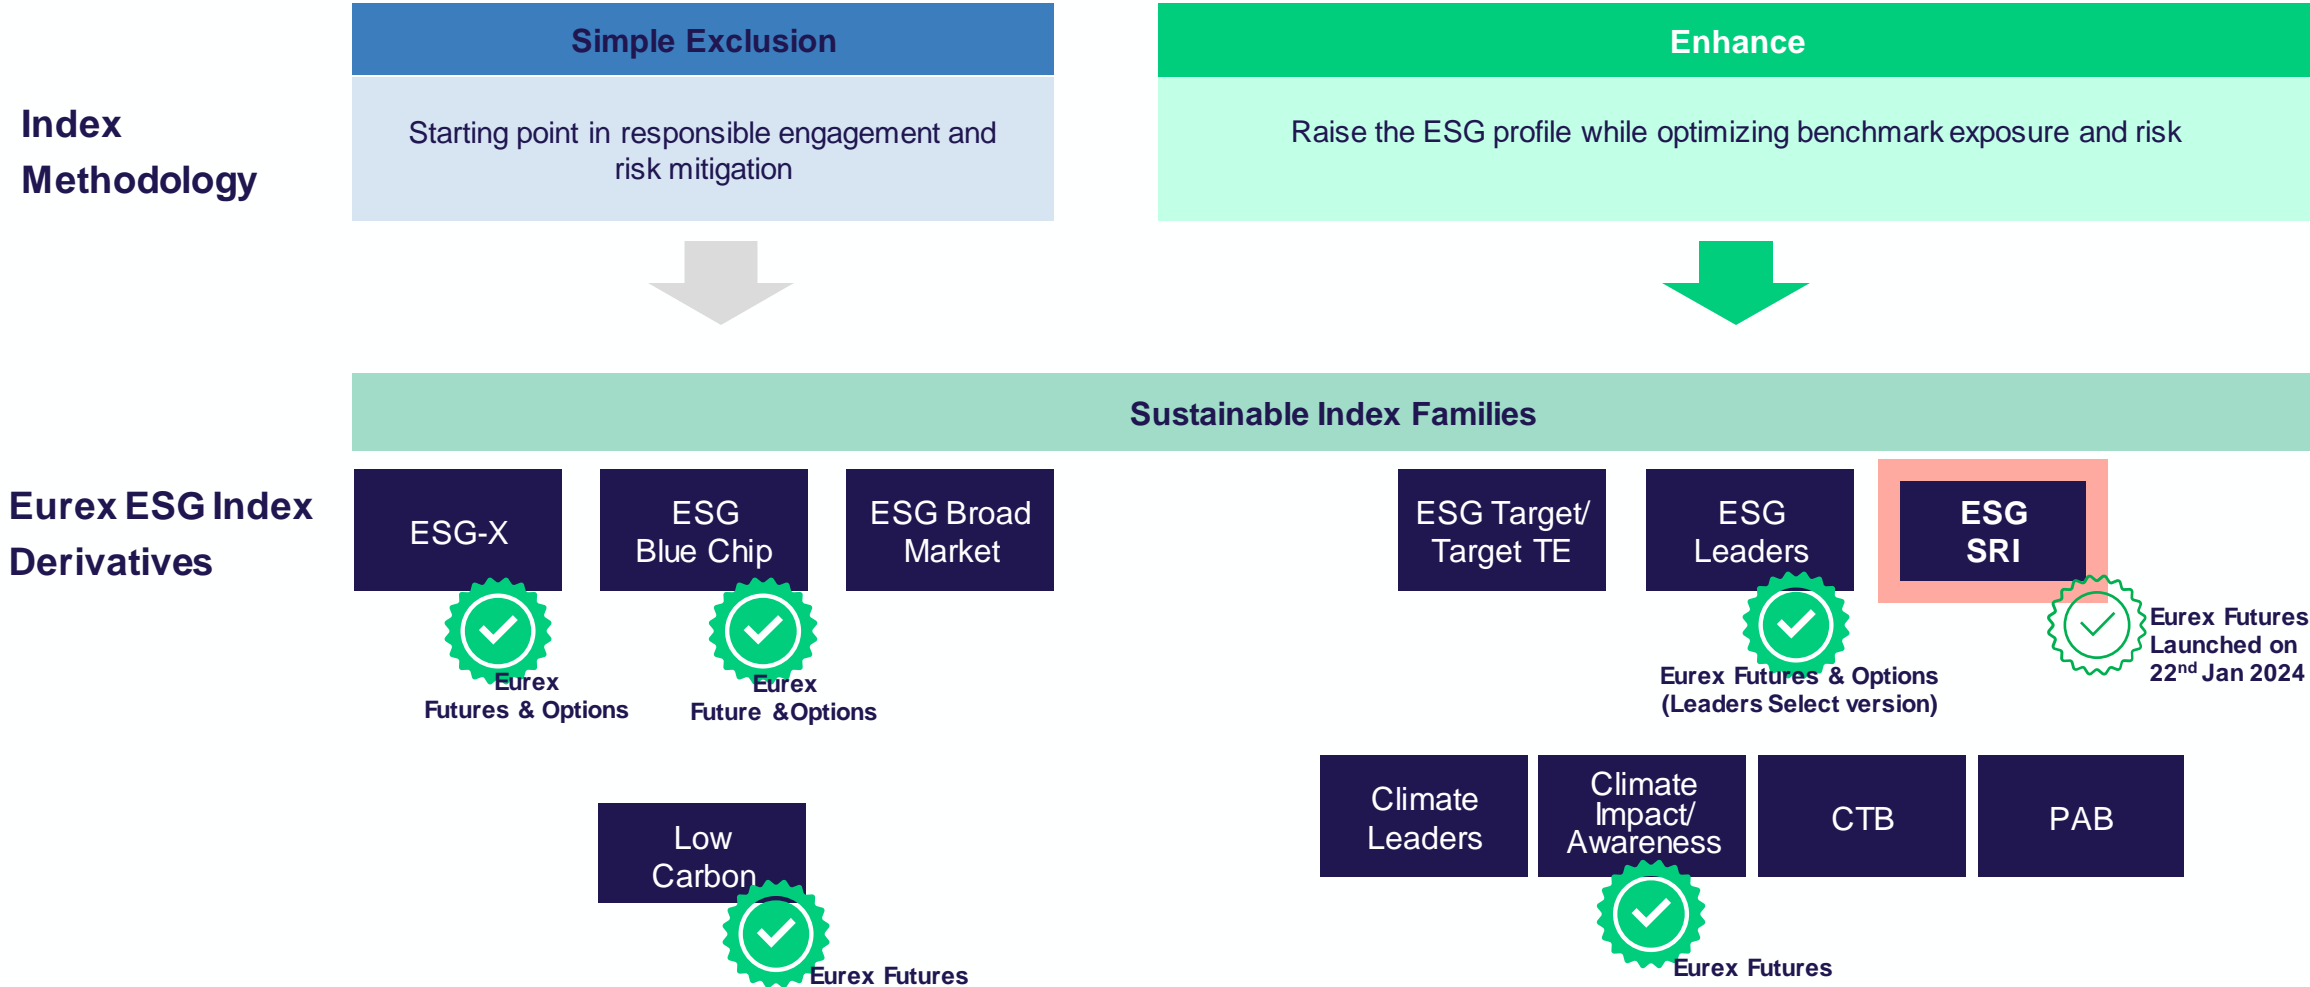 Simple Exclusion
Enhance
Index
Methodology
Starting point in responsible engagement and
risk mitigation
Raise the ESG profile while optimizing benchmark exposure and risk
Sustainable Index Families
Eurex ESG Index
Derivatives
ESG-X
ESG
Blue Chip
ESG Broad
Market
ESG Target/
Target TE
ESG
Leaders
ESG
SRI
Eurex
Futures & Options
Eurex
Future &Options
Eurex Futures & Options
(Leaders Select version)
Eurex Futures
Launched on
22nd Jan 2024
Low
Carbon
Eurex Futures
Climate
Leaders
Climate
Impact/
Awareness
CTB
PAB
Eurex Futures